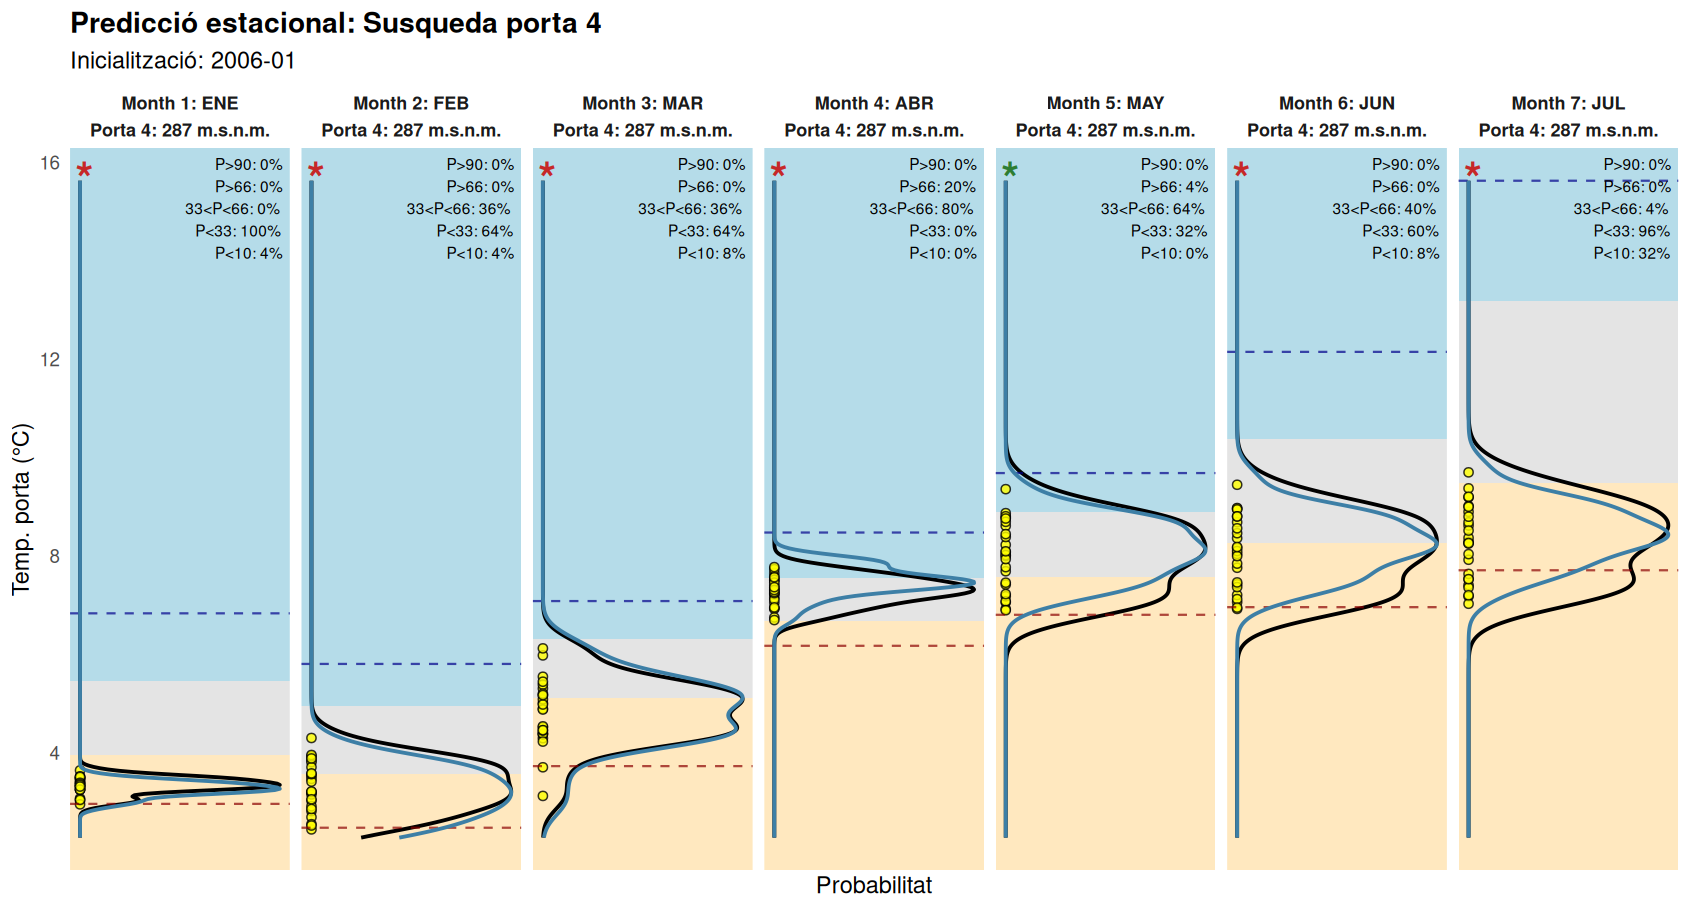 Predicció estacional: Susqueda porta 4
Inicialització: 2006-01
Month 1: ENE
Porta 4: 287 m.s.n.m.
Month 2: FEB
Porta 4: 287 m.s.n.m.
Month 3: MAR
Porta 4: 287 m.s.n.m.
Month 4: ABR
Porta 4: 287 m.s.n.m.
Month 5: MAY
Porta 4: 287 m.s.n.m.
Month 6: JUN
Porta 4: 287 m.s.n.m.
Month 7: JUL
Porta 4: 287 m.s.n.m.
*
P>90: 0%
P>66: 0%
33<P<66: 0%
P<33: 100%
P<10: 4%
*
P>90: 0%
P>66: 0%
33<P<66: 36%
P<33: 64%
P<10: 4%
*
P>90: 0%
P>66: 0%
33<P<66: 36%
P<33: 64%
P<10: 8%
*
P>90: 0%
P>66: 20%
33<P<66: 80%
P<33: 0%
P<10: 0%
*
P>90: 0%
P>66: 4%
33<P<66: 64%
P<33: 32%
P<10: 0%
*
P>90: 0%
P>66: 0%
33<P<66: 40%
P<33: 60%
P<10: 8%
*
P>90: 0%
P>66: 0%
33<P<66: 4%
P<33: 96%
P<10: 32%
16
12
8
4
Temp. porta (°C)
Probabilitat